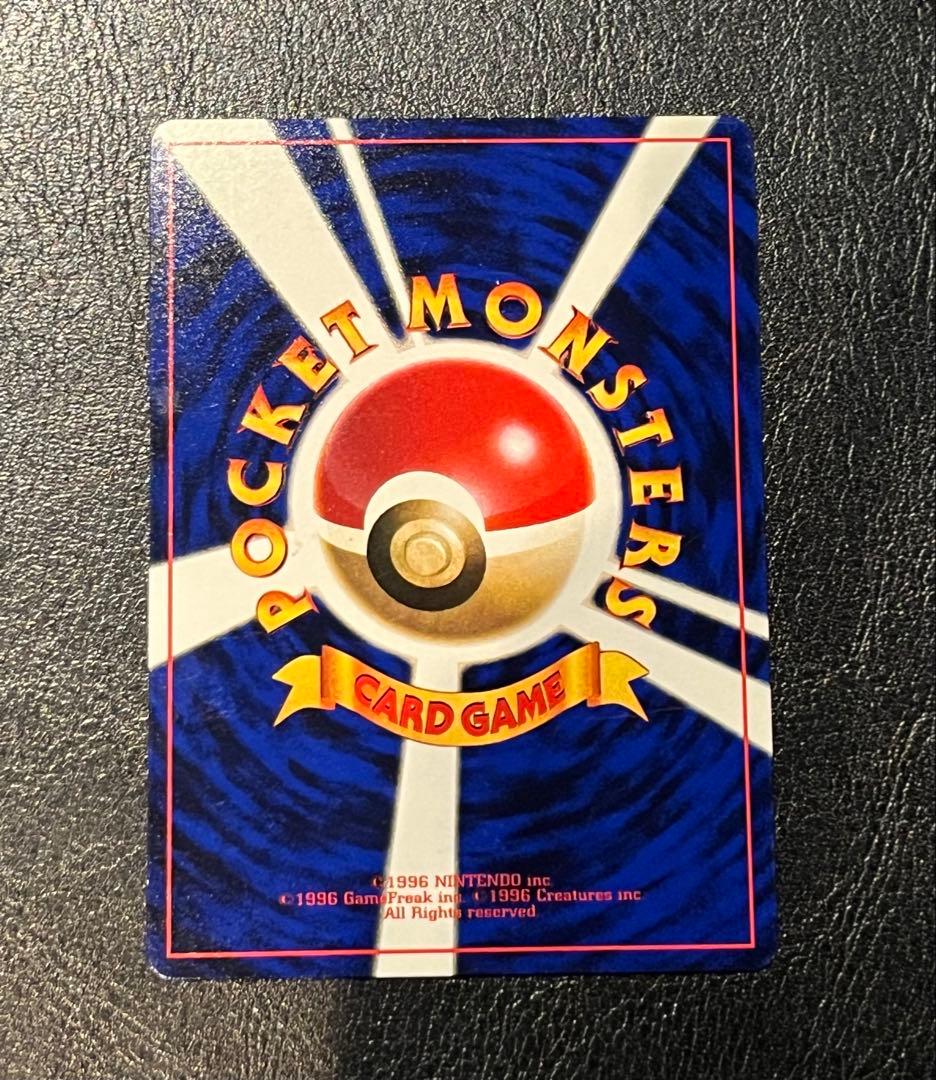 POCKET MONSTERS
CARD GAME
©1996 NINTENDO inc.
©1996 GameFreak inc. ©1996 Creatures inc.
All Rights reserved